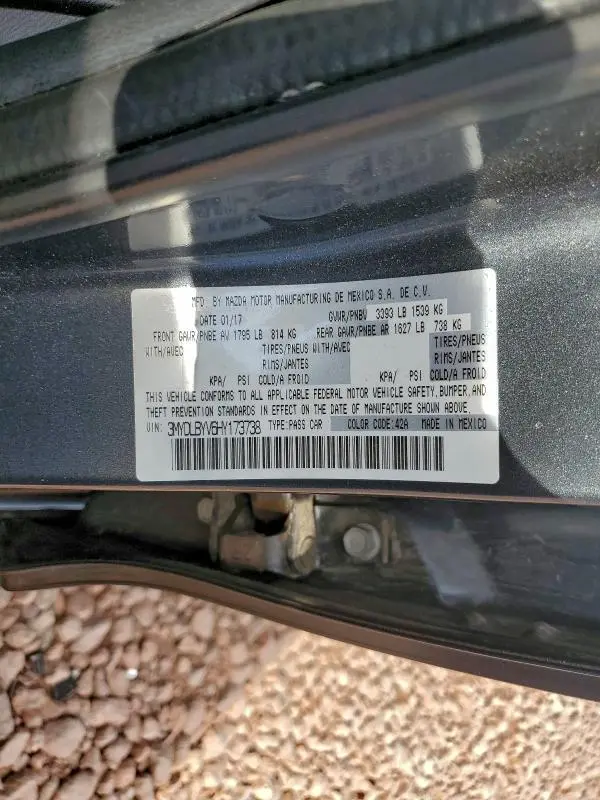 MFD. BY MAZDA MOTOR MANUFACTURING DE MEXICO S.A. DE C.V.
DATE 01/17 GVWR/PNBV 3393 LB 1539 KG
FRONT GAWR/PNBE AV 1795 LB 814 KG REAR GAWR/PNBE AR 1627 LB 738 KG
WITH/AVEC TIRES/PNEUS WITH/AVEC TIRES/PNEUS
RIMS/JANTES RIMS/JANTES
KPA/ PSI COLD/A FROID KPA/ PSI COLD/A FROID
THIS VEHICLE CONFORMS TO ALL APPLICABLE FEDERAL MOTOR VEHICLE SAFETY, BUMPER, AND
THEFT PREVENTION STANDARDS IN EFFECT ON THE DATE OF MANUFACTURE SHOWN ABOVE.
VIN: 3MYDLBYV6HY173738 TYPE:PASS CAR COLOR CODE:42A MADE IN MEXICO